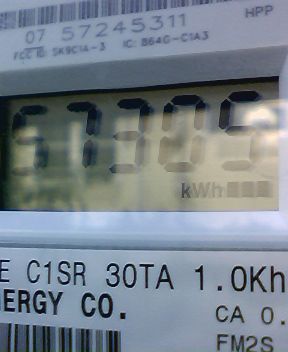 HPP
07 57245311
FCC ID: SK9C1A-3 IC: 864G-C1A3
57309
kWh
E C1SR 30TA 1.0Kh
ERGY CO.
CA 0.
FM2S